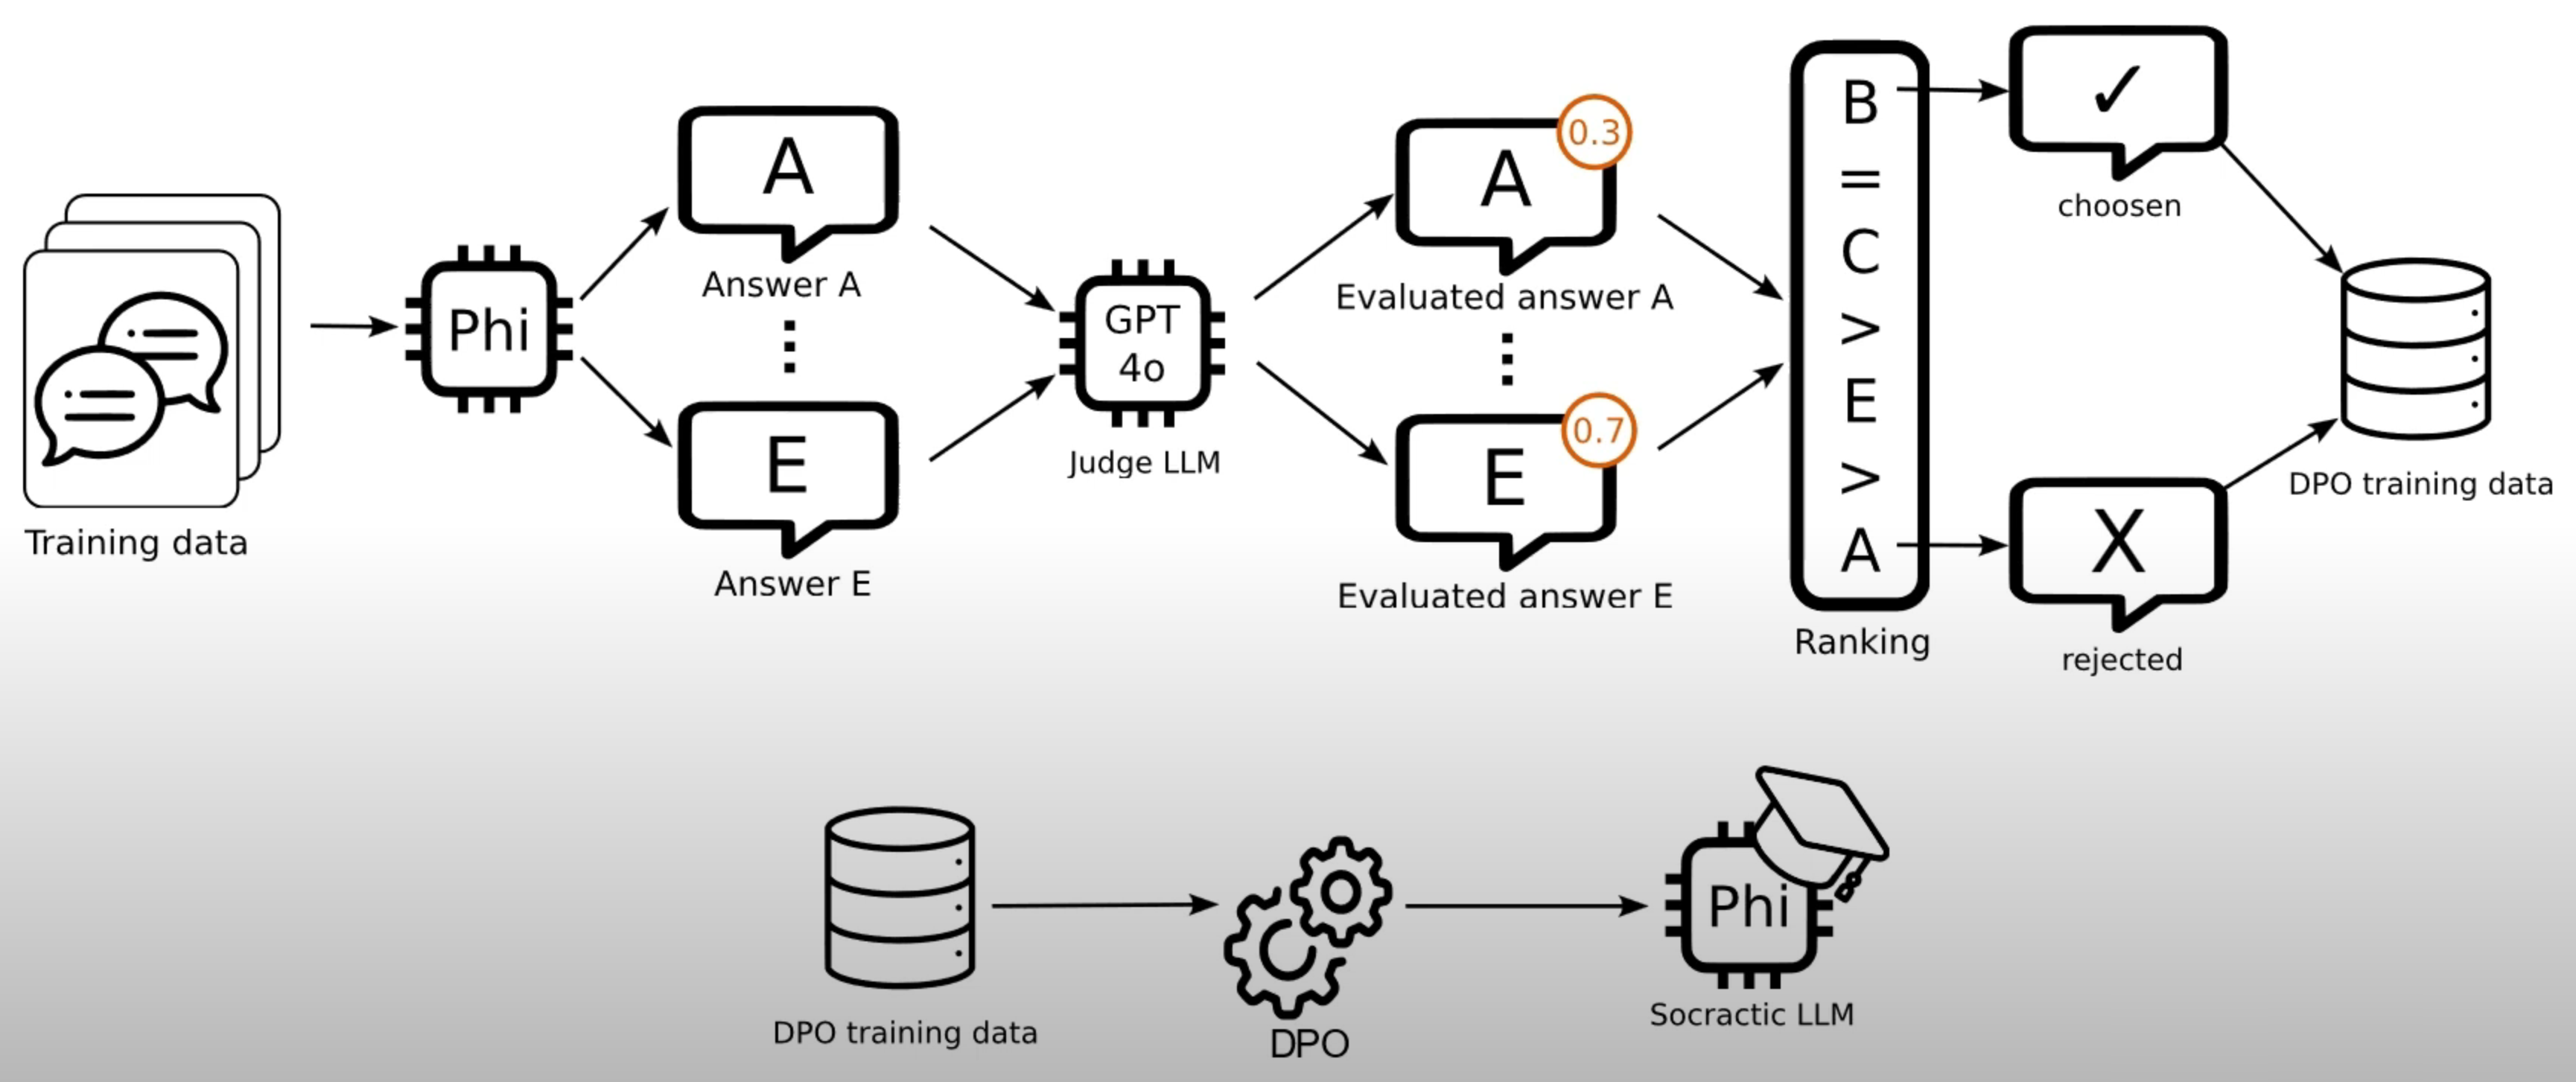 Training data
Phi
A
Answer A
E
Answer E
GPT
4o
Judge LLM
A
0.3
Evaluated answer A
E
0.7
Evaluated answer E
B
=
C
>
E
>
A
Ranking
✓
choosen
X
rejected
DPO training data
DPO training data
DPO
Phi
Socractic LLM